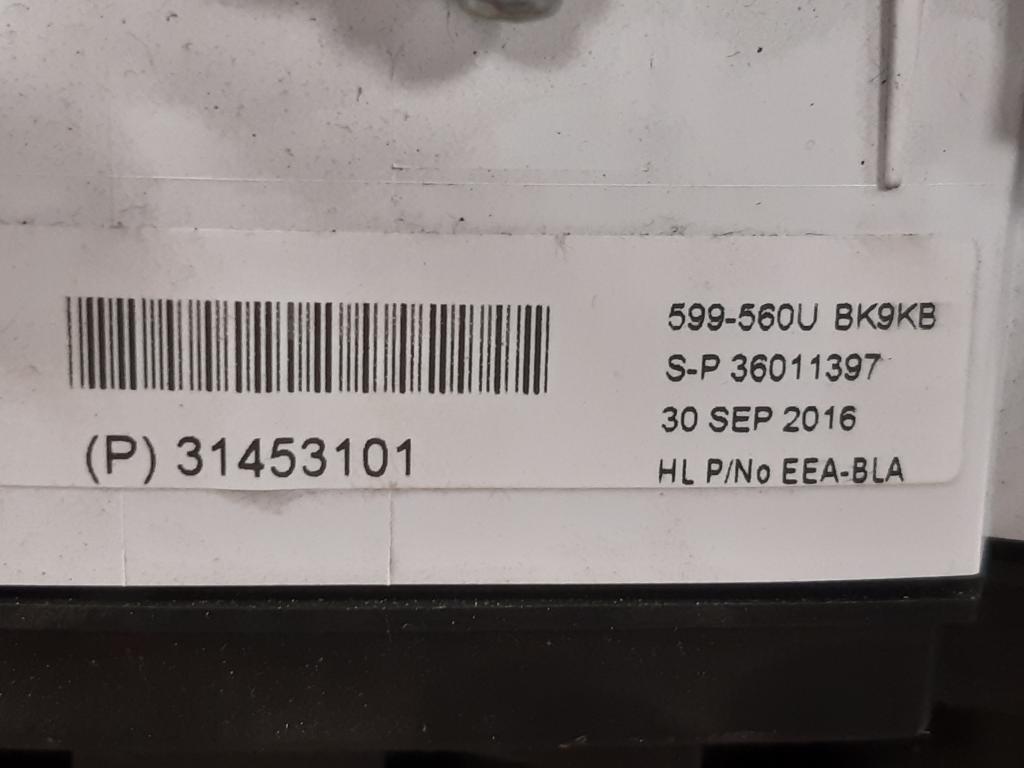 (P) 31453101
599-560U BK9KB
S-P 36011397
30 SEP 2016
HL P/No EEA-BLA